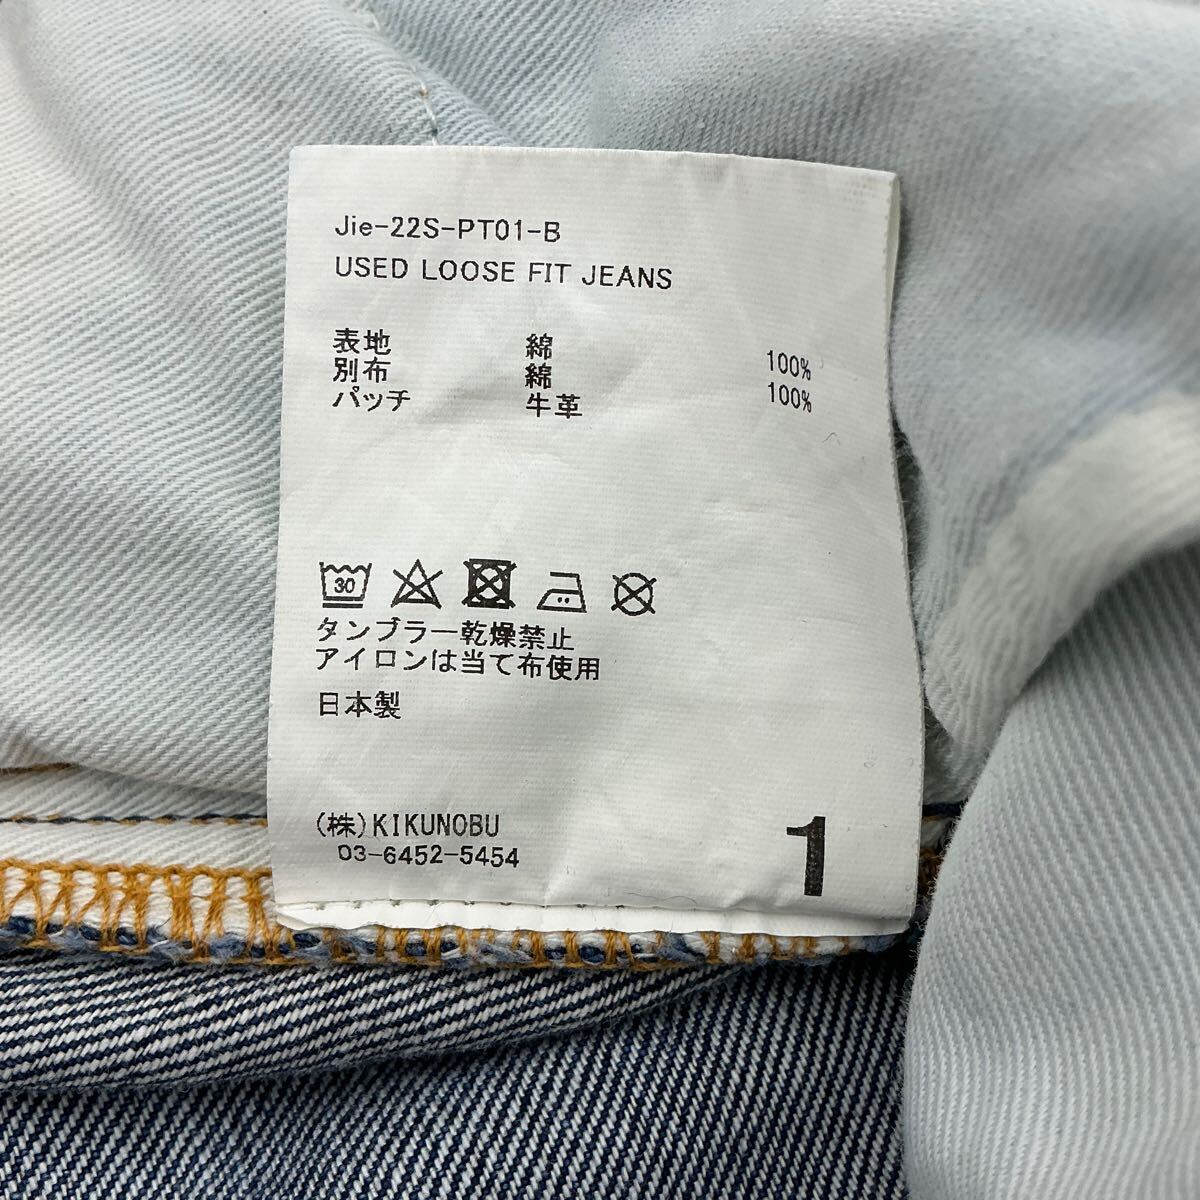 Jie-22S-PT01-B
USED LOOSE FIT JEANS
表地 綿 100%
別布 綿 100%
パッチ 牛革
30
タンブラー乾燥禁止
アイロンは当て布使用
日本製
(株)KIKUNOBU
03-6452-5454
1